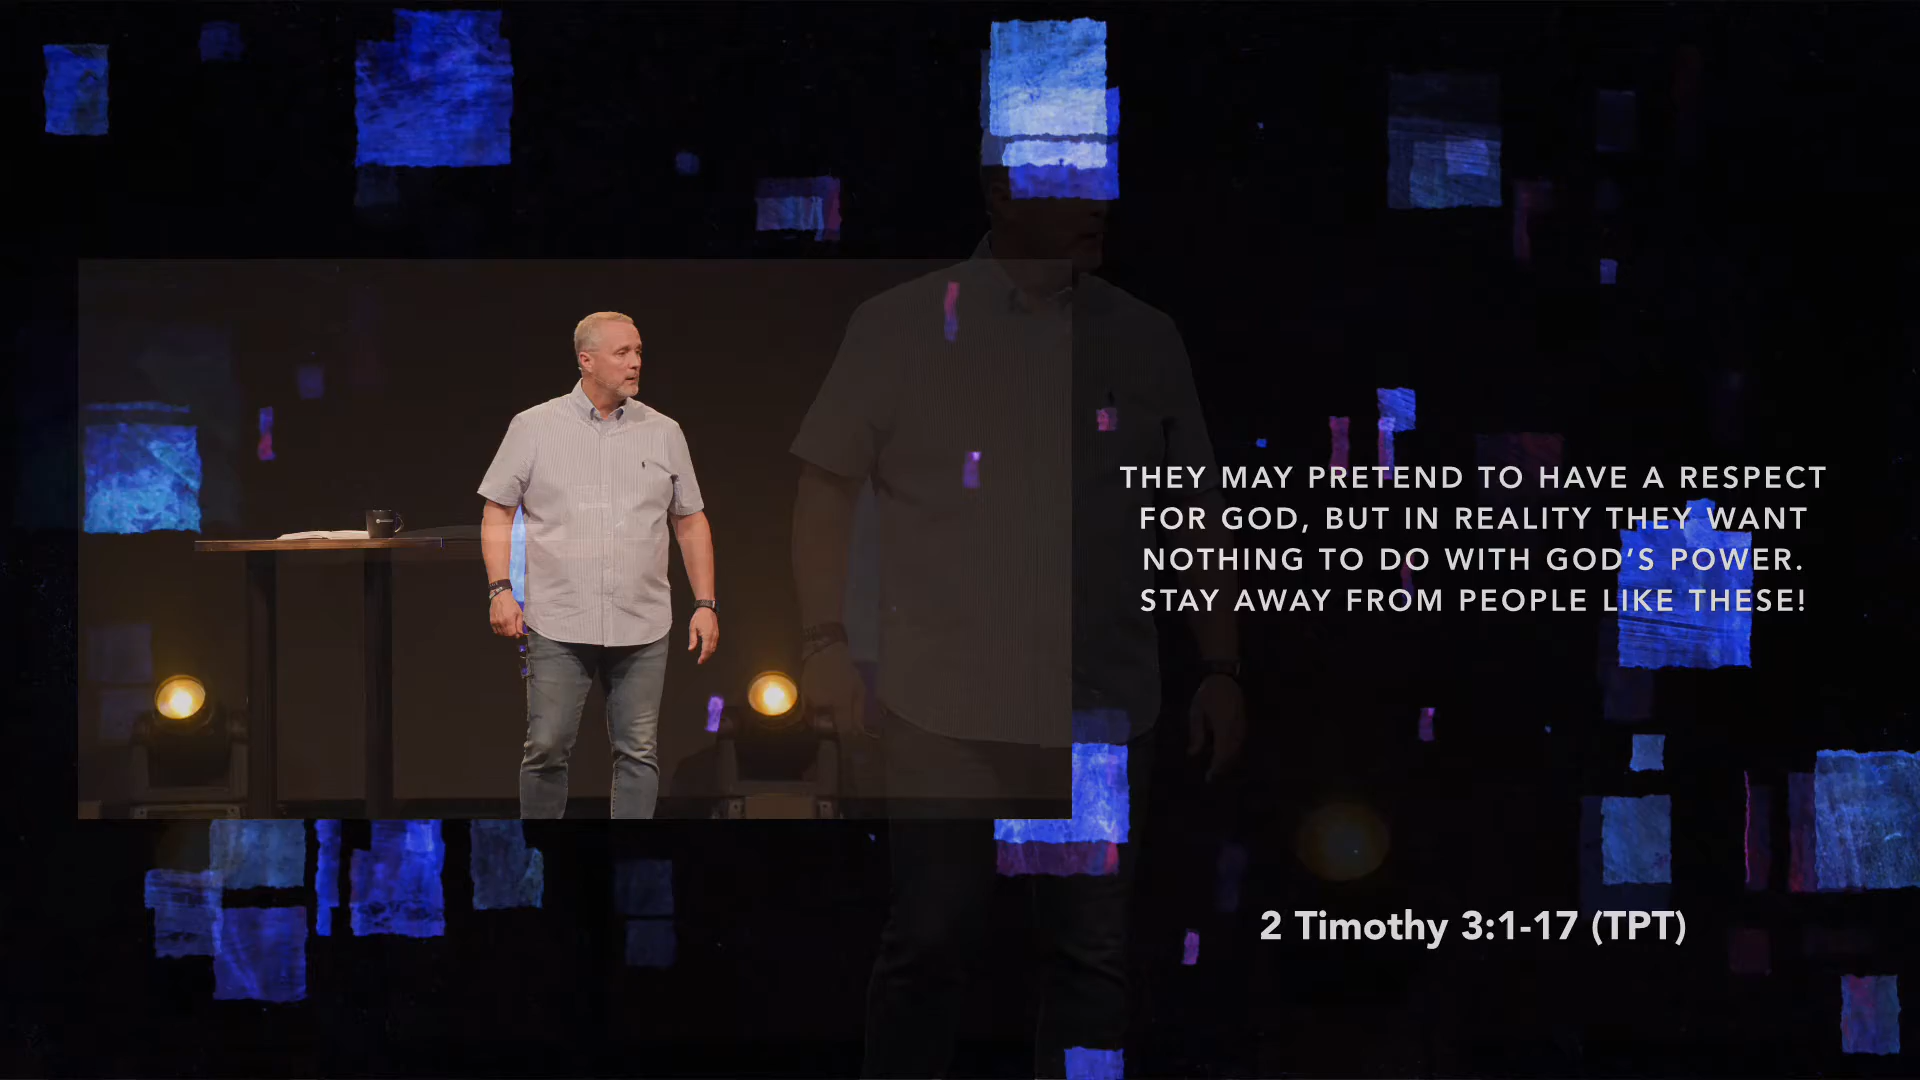 THEY MAY PRETEND TO HAVE A RESPECT
FOR GOD, BUT IN REALITY THEY WANT
NOTHING TO DO WITH GOD’S POWER.
STAY AWAY FROM PEOPLE LIKE THESE!
2 Timothy 3:1-17 (TPT)